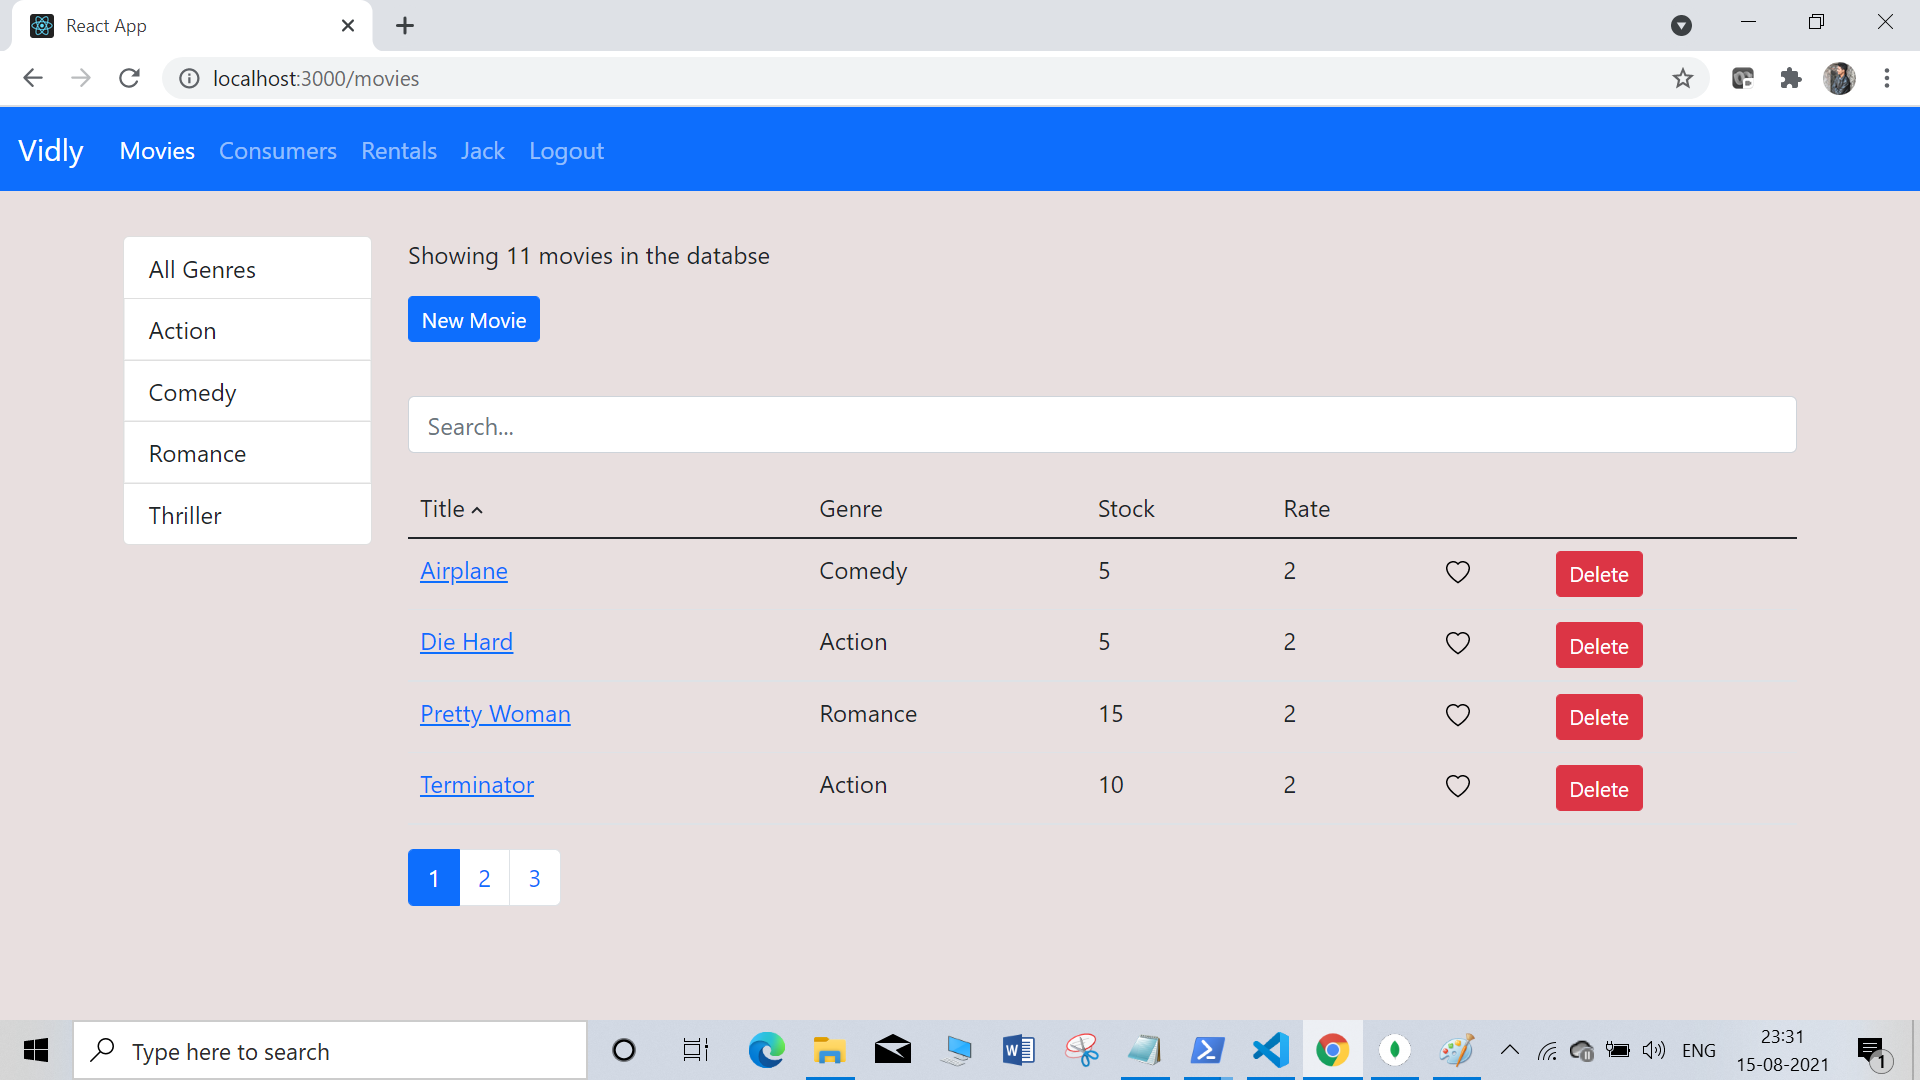 React App
localhost:3000/movies
Vidly Movies Consumers Rentals Jack Logout
All Genres
Action
Comedy
Romance
Thriller
Showing 11 movies in the databse
New Movie
Search...
Title Genre Stock Rate
Airplane Comedy 5 2 Delete
Die Hard Action 5 2 Delete
Pretty Woman Romance 15 2 Delete
Terminator Action 10 2 Delete
1 2 3
Type here to search
ENG
23:31
15-08-2021
1